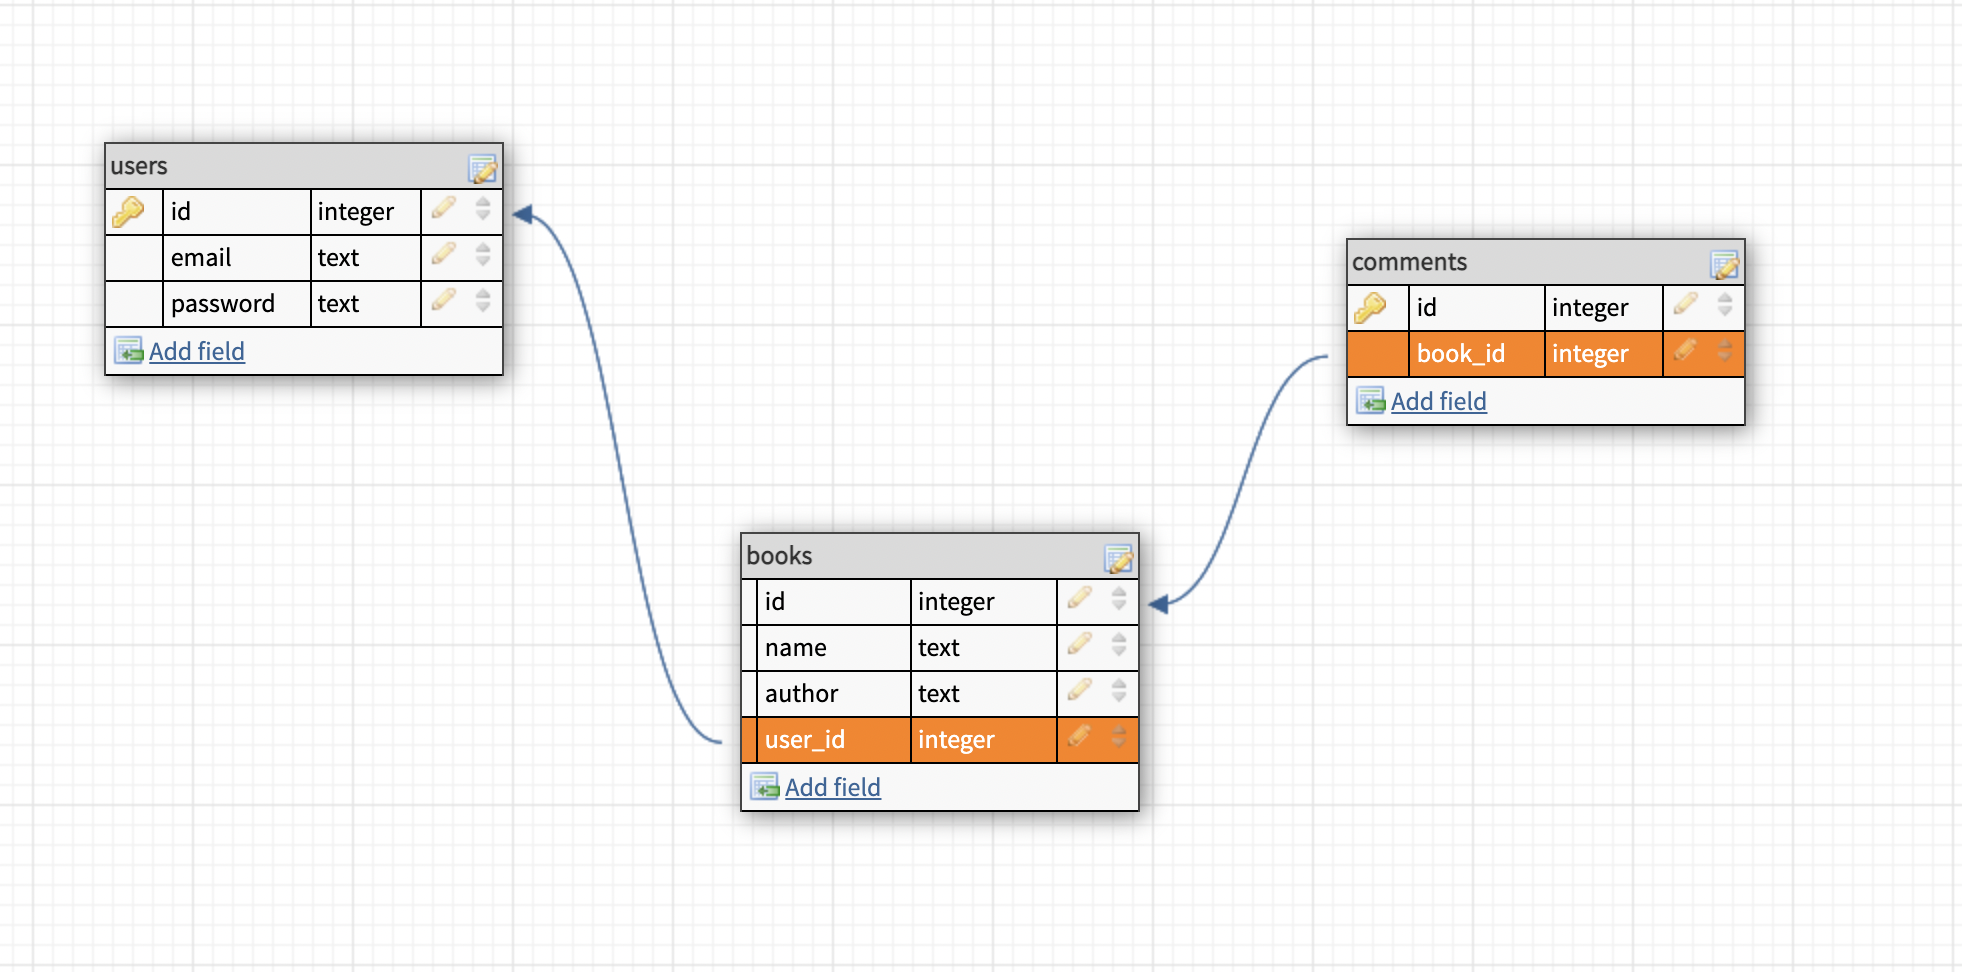 users
id integer
email text
password text
Add field
comments
id integer
book_id integer
Add field
books
id integer
name text
author text
user_id integer
Add field